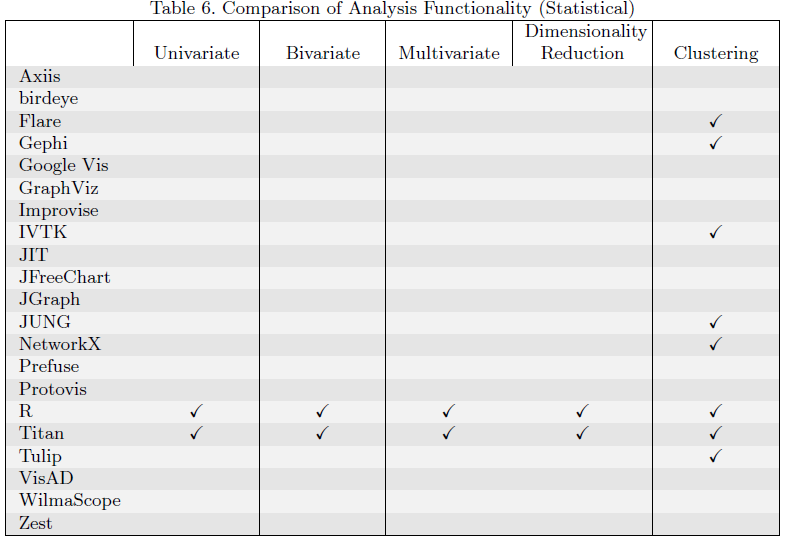 Table 6. Comparison of Analysis Functionality (Statistical)
Univariate Bivariate Multivariate Dimensionality Reduction Clustering
Axiis
birdeye
Flare ✓
Gephi ✓
Google Vis
GraphViz
Improvise
IVTK ✓
JIT
JFreeChart
JGraph
JUNG ✓
NetworkX ✓
Prefuse
Protovis
R ✓ ✓ ✓ ✓ ✓
Titan ✓ ✓ ✓ ✓ ✓
Tulip ✓
VisAD
WilmaScope
Zest